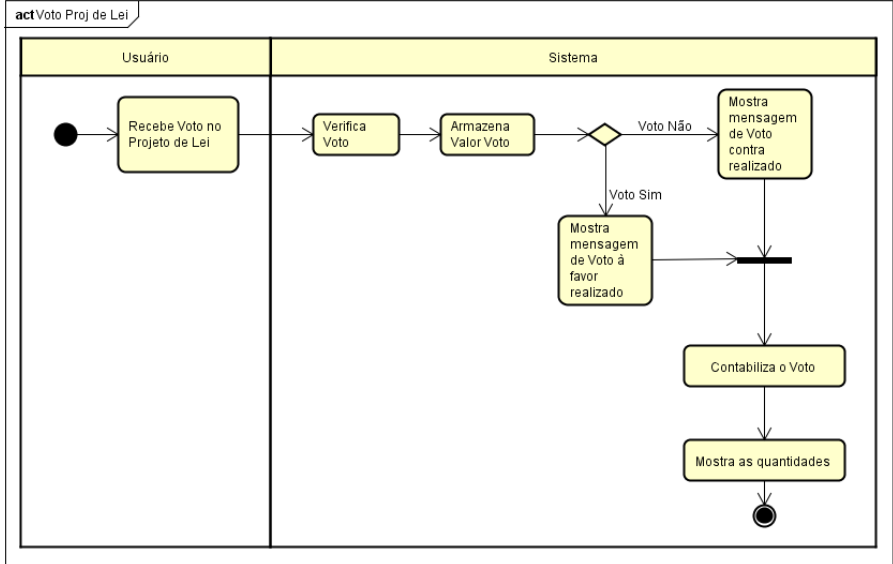 act Voto Proj de Lei
Usuário
Sistema
Recebe Voto no
Projeto de Lei
Verifica
Voto
Armazena
Valor Voto
Voto Não
Mostra
mensagem
de Voto
contra
realizado
Voto Sim
Mostra
mensagem
de Voto à
favor
realizado
Contabiliza o Voto
Mostra as quantidades